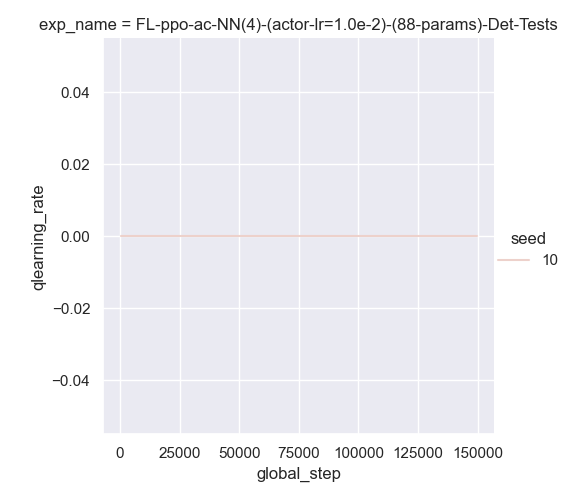 exp_name = FL-ppo-ac-NN(4)-(actor-lr=1.0e-2)-(88-params)-Det-Tests
0.04
0.02
0.00
−0.02
−0.04
qlearning_rate
seed
10
0 25000 50000 75000 100000 125000 150000
global_step